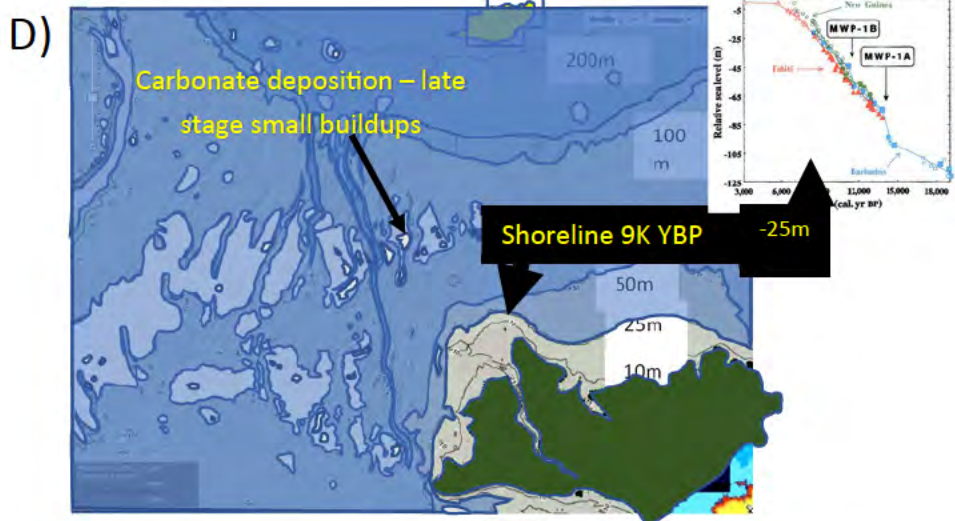 D)
200m
Carbonate deposition – late
stage small buildups
100
m
Shoreline 9K YBP
-25m
50m
25m
10m
-5
-25
-45
-65
-85
-105
-125
Relative sea level (m)
New Guinea
MWP-1B
MWP-1A
Tahiti
Barbados
3,000
6,000
11,000
15,000
18,000
(cal. yr BP)